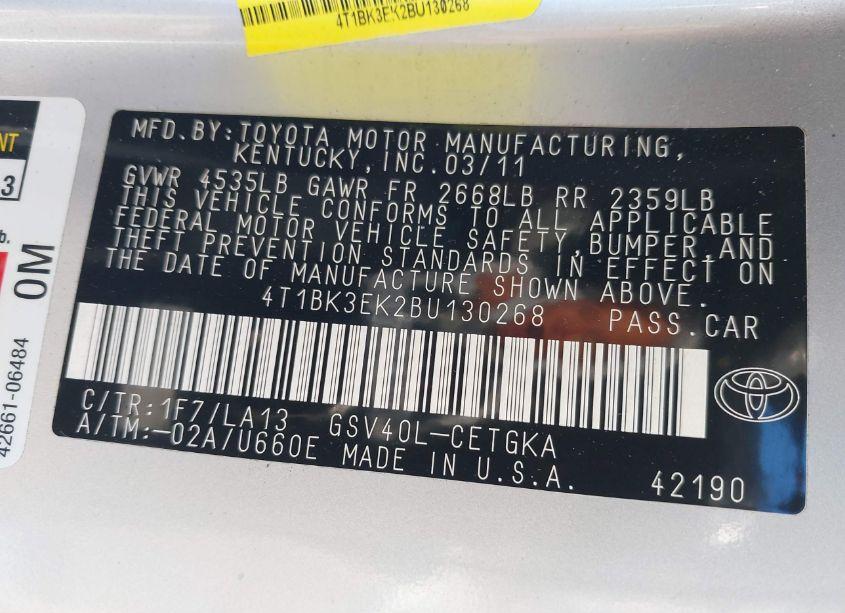 4T1BK3EK2BU130268
NT
3
b.
0M
42661-06484
MFD.BY:TOYOTA MOTOR MANUFACTURING,
KENTUCKY,INC.03/11
GVWR 4535LB GAWR FR 2668LB RR 2359LB
THIS VEHICLE CONFORMS TO ALL APPLICABLE
FEDERAL MOTOR VEHICLE SAFETY,BUMPER,AND
THEFT PREVENTION STANDARDS IN EFFECT ON
THE DATE OF MANUFACTURE SHOWN ABOVE.
4T1BK3EK2BU130268 PASS.CAR
C/TR:1F7/LA13 GSV40L-CETGKA
A/TM:-02A/U660E MADE IN U.S.A. 42190